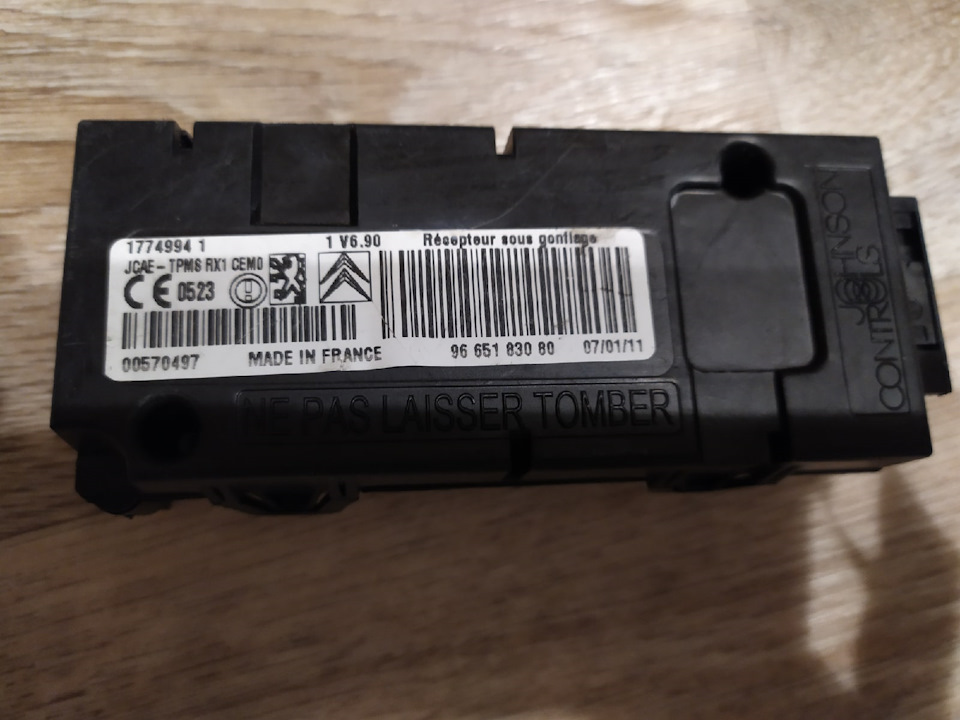 1774994 1 1 V6.90 Récepteur sous gonflage
JCAE - TPMS RX1 CEM0
CE 0523
00570497 MADE IN FRANCE 96 651 830 80 07/01/11
NE PAS LAISSER TOMBER
JOHNSON
CONTROLS